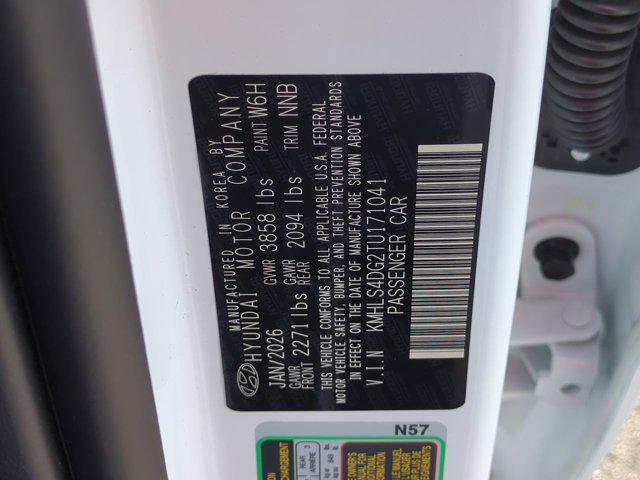 MANUFACTURED IN KOREA BY
HYUNDAI MOTOR COMPANY
JAN/2026 GVWR 3858 lbs PAINT W6H
GAWR FRONT 2271 lbs GAWR REAR 2094 lbs TRIM NNB
THIS VEHICLE CONFORMS TO ALL APPLICABLE U.S.A. FEDERAL
MOTOR VEHICLE SAFETY, BUMPER, AND THEFT PREVENTION STANDARDS
IN EFFECT ON THE DATE OF MANUFACTURE SHOWN ABOVE
V.I.N KMHLS4DG2TU171041
PASSENGER CAR
N57
REAR
ARRIÈRE